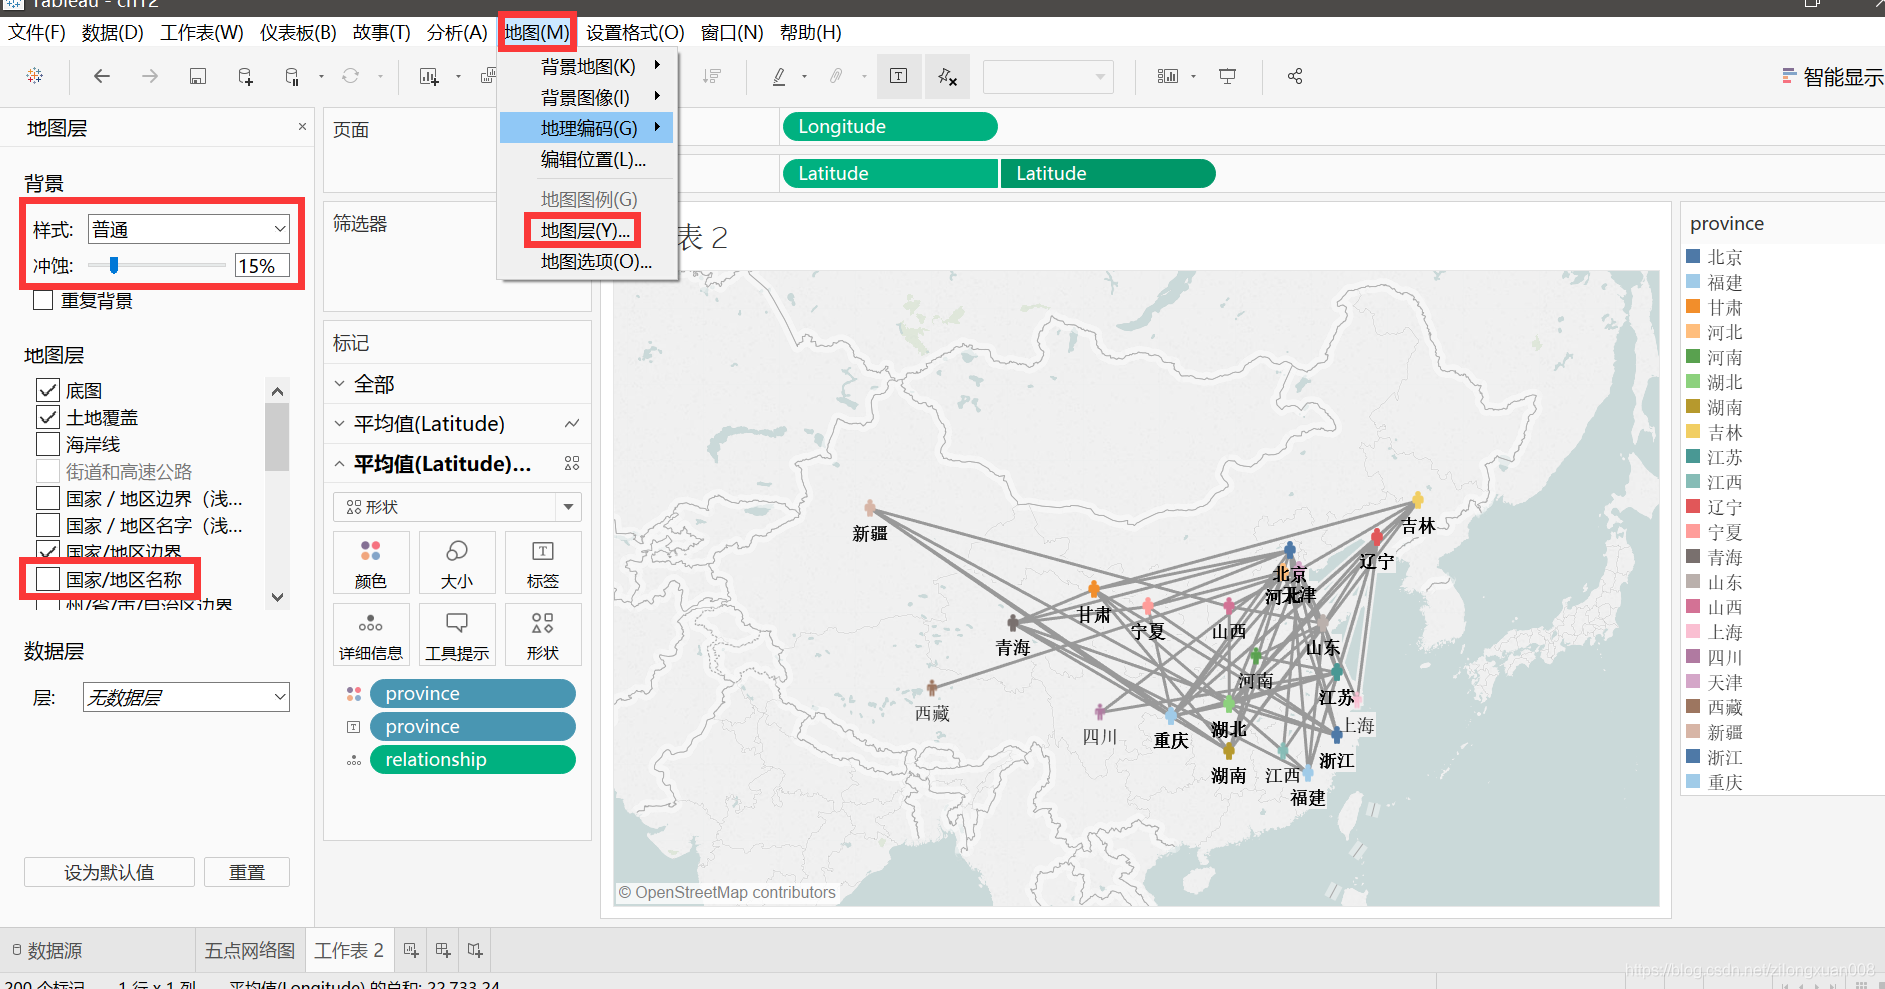 Tableau - ch12
文件(F) 数据(D) 工作表(W) 仪表板(B) 故事(T) 分析(A) 地图(M) 设置格式(O) 窗口(N) 帮助(H)
智能显示
背景地图(K)
背景图像(I)
地理编码(G)
编辑位置(L)...
地图图例(G)
地图层(Y)...
地图选项(O)...
地图层
背景
样式: 普通
冲蚀: 15%
重复背景
地图层
底图
土地覆盖
海岸线
街道和高速公路
国家 / 地区边界（浅...
国家 / 地区名字（浅...
国家/地区边界
国家/地区名称
州/省/市/自治区边界
数据层
层: 无数据层
设为默认值 重置
页面
筛选器
标记
全部
平均值(Latitude)
平均值(Latitude)...
形状
颜色 大小 标签
详细信息 工具提示 形状
province
province
relationship
Longitude
Latitude Latitude
表 2
新疆
吉林
辽宁
北京
河北
天津
甘肃
宁夏
山西
青海
山东
河南
江苏
西藏
四川
重庆
湖北
上海
浙江
湖南
江西
福建
© OpenStreetMap contributors
province
北京
福建
甘肃
河北
河南
湖北
湖南
吉林
江苏
江西
辽宁
宁夏
青海
山东
山西
上海
四川
天津
西藏
新疆
浙江
重庆
数据源 五点网络图 工作表 2
200 个标记 1 行 x 1 列 平均值(Longitude) 的总和: 22,733.24
https://blog.csdn.net/zilongxuan008